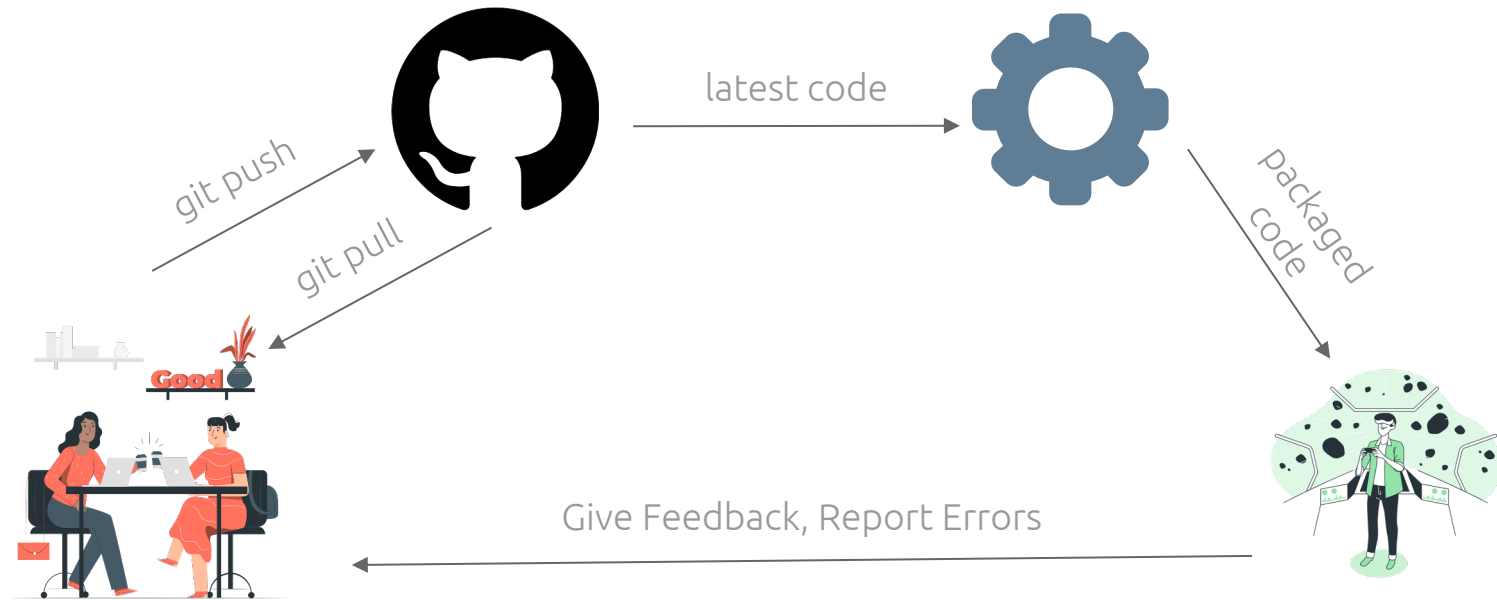 latest code
git push
git pull
packaged
code
Good
Give Feedback, Report Errors